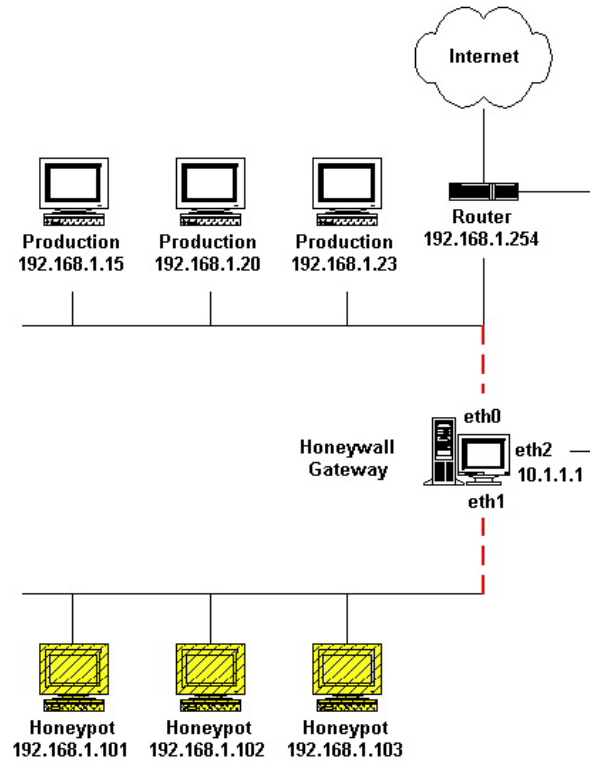 Internet
Router
192.168.1.254
Production
192.168.1.15
Production
192.168.1.20
Production
192.168.1.23
eth0
Honeywall
Gateway
eth2
10.1.1.1
eth1
Honeypot
192.168.1.101
Honeypot
192.168.1.102
Honeypot
192.168.1.103